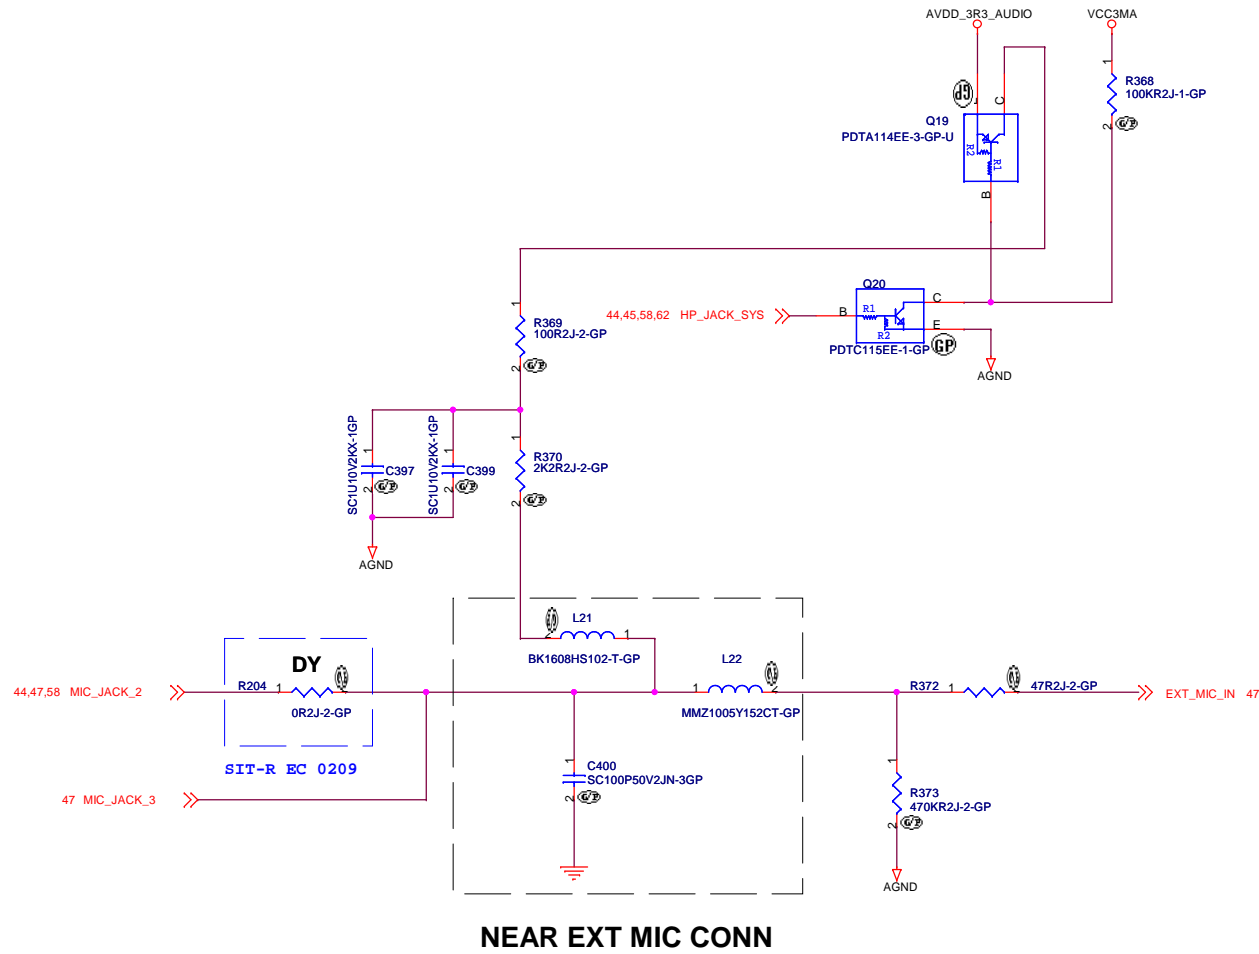 AVDD_3R3_AUDIO
VCC3MA
1
R368
100KR2J-1-GP
2
G/P
GP
C
Q19
PDTA114EE-3-GP-U
R2
R1
B
Q20
44,45,58,62 HP_JACK_SYS
B
R1
R2
C
E
PDTC115EE-1-GP
GP
AGND
1
R369
100R2J-2-GP
2
G/P
SC1U10V2KX-1GP
1
C397
2
G/P
SC1U10V2KX-1GP
1
C399
2
G/P
1
R370
2K2R2J-2-GP
2
G/P
AGND
L21
2
1
BK1608HS102-T-GP
L22
1
2
MMZ1005Y152CT-GP
DY
44,47,58 MIC_JACK_2
R204
1
0R2J-2-GP
SIT-R EC 0209
47 MIC_JACK_3
1
C400
SC100P50V2JN-3GP
2
G/P
R372
1
2
47R2J-2-GP
EXT_MIC_IN 47
1
R373
470KR2J-2-GP
2
G/P
AGND
NEAR EXT MIC CONN